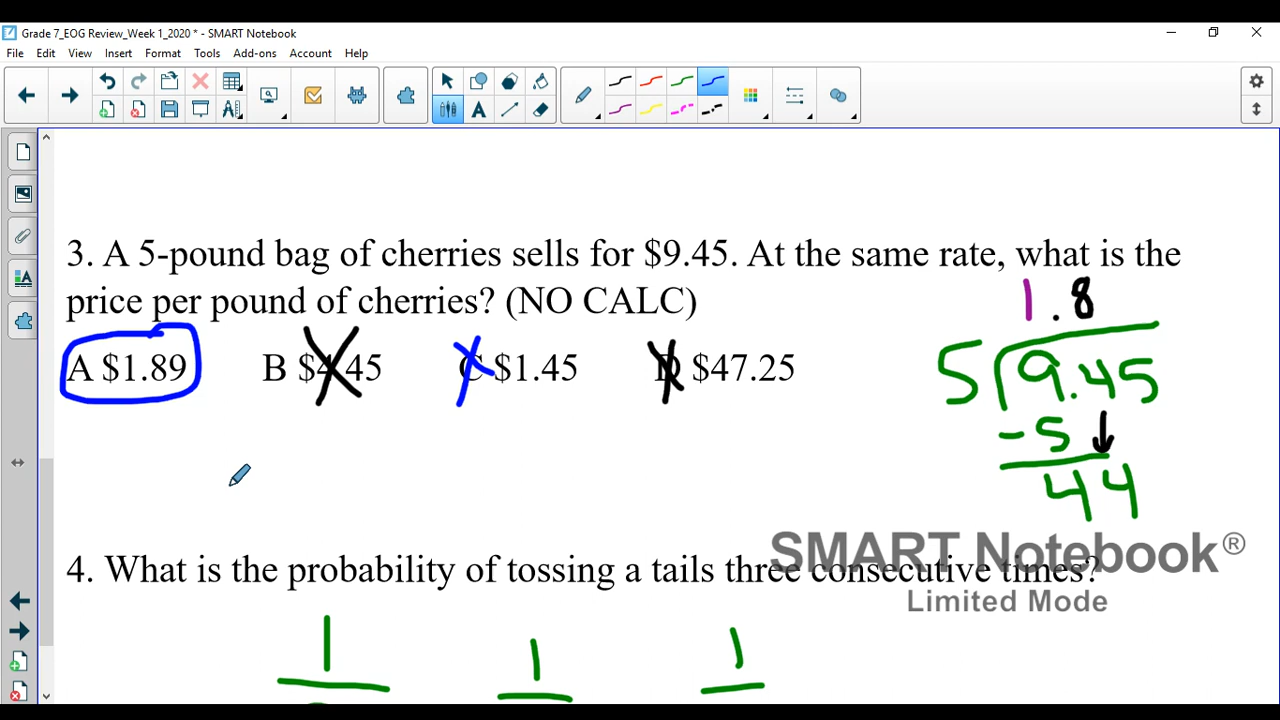 Grade 7_EOG Review_Week 1_2020 * - SMART Notebook
File Edit View Insert Format Tools Add-ons Account Help
3. A 5-pound bag of cherries sells for $9.45. At the same rate, what is the
price per pound of cherries? (NO CALC)
1.8
A $1.89 B $4.45 C $1.45 D $47.25
5 9.45
-5
44
SMART Notebook®
4. What is the probability of tossing a tails three consecutive times?
Limited Mode
1 1 1